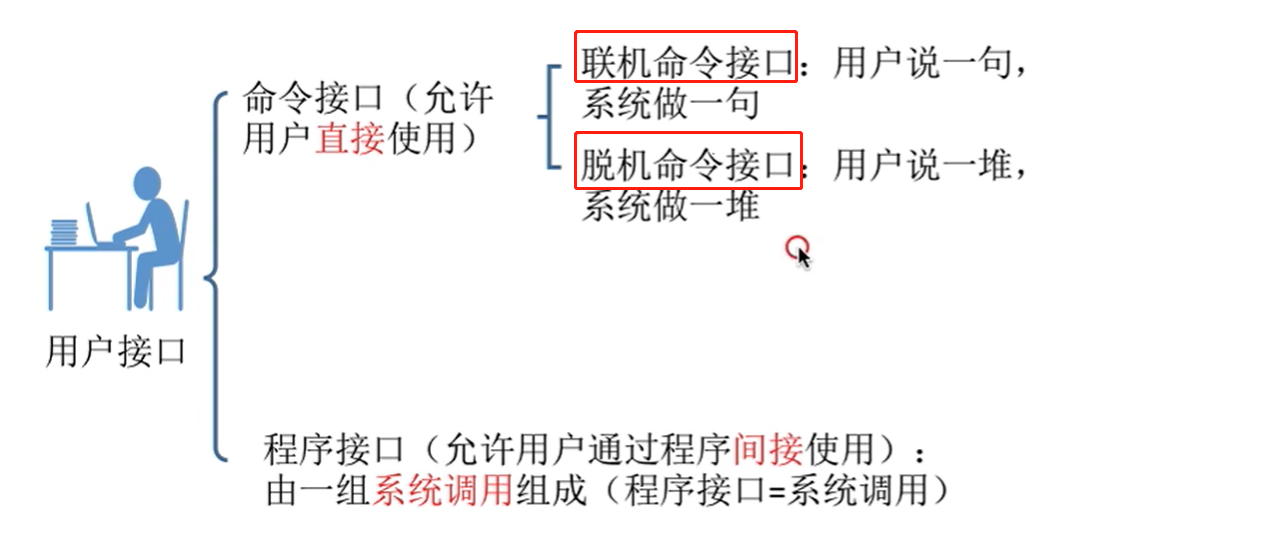 命令接口（允许
用户直接使用）
联机命令接口：用户说一句，
系统做一句
脱机命令接口：用户说一堆，
系统做一堆
用户接口
程序接口（允许用户通过程序间接使用）：
由一组系统调用组成（程序接口=系统调用）